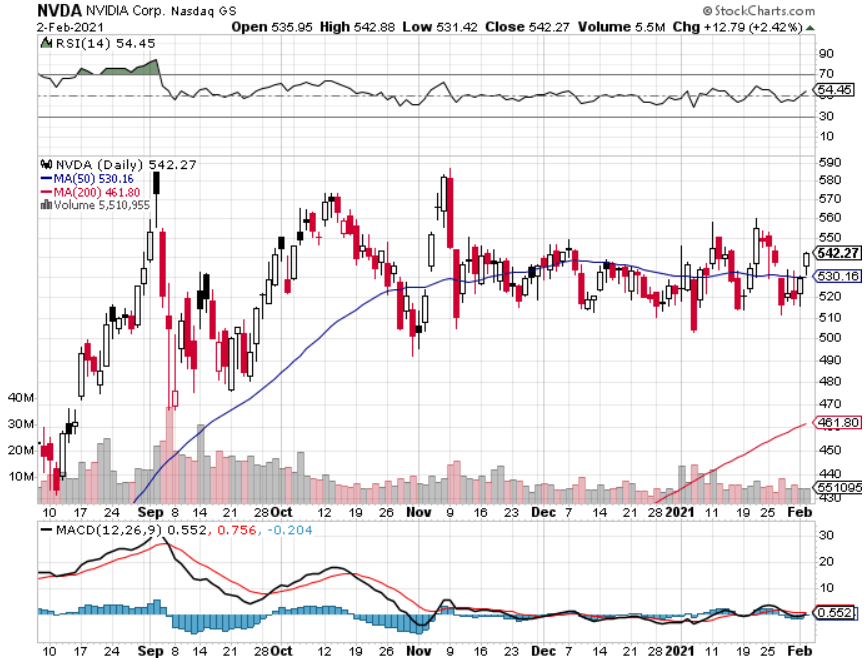 NVDA NVIDIA Corp. Nasdaq GS © StockCharts.com
2-Feb-2021 Open 535.95 High 542.88 Low 531.42 Close 542.27 Volume 5.5M Chg +12.79 (+2.42%)
RSI(14) 54.45
90
70
54.45
30
10
NVDA (Daily) 542.27
MA(50) 530.16
MA(200) 461.80
Volume 5,510,955
590
580
570
560
550
542.27
530.16
520
510
500
490
480
470
461.80
450
440
430
5510955
40M
30M
20M
10M
10 17 24 Sep 8 14 21 28 Oct 12 19 26 Nov 9 16 23 Dec 7 14 21 28 2021 11 19 25 Feb
MACD(12,26,9) 0.552, 0.756, -0.204
30
20
10
0.552
10 17 24 Sep 8 14 21 28 Oct 12 19 26 Nov 9 16 23 Dec 7 14 21 28 2021 11 19 25 Feb